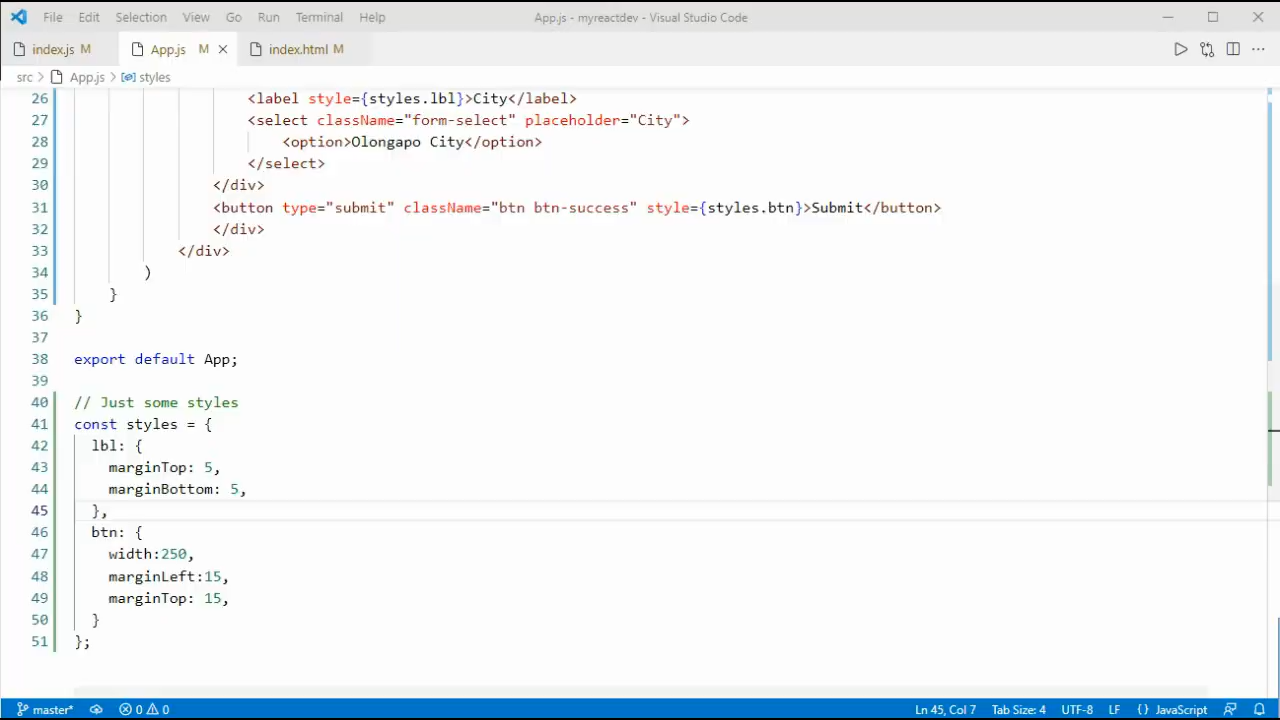 File Edit Selection View Go Run Terminal Help App.js - myreactdev - Visual Studio Code
index.js M App.js M index.html M
src App.js styles
26 <label style={styles.lbl}>City</label>
27 <select className="form-select" placeholder="City">
28 <option>Olongapo City</option>
29 </select>
30 </div>
31 <button type="submit" className="btn btn-success" style={styles.btn}>Submit</button>
32 </div>
33 </div>
34 )
35 }
36 }
37
38 export default App;
39
40 // Just some styles
41 const styles = {
42 lbl: {
43 marginTop: 5,
44 marginBottom: 5,
45 },
46 btn: {
47 width:250,
48 marginLeft:15,
49 marginTop: 15,
50 }
51 };
master* 0 0 Ln 45, Col 7 Tab Size: 4 UTF-8 LF {} JavaScript